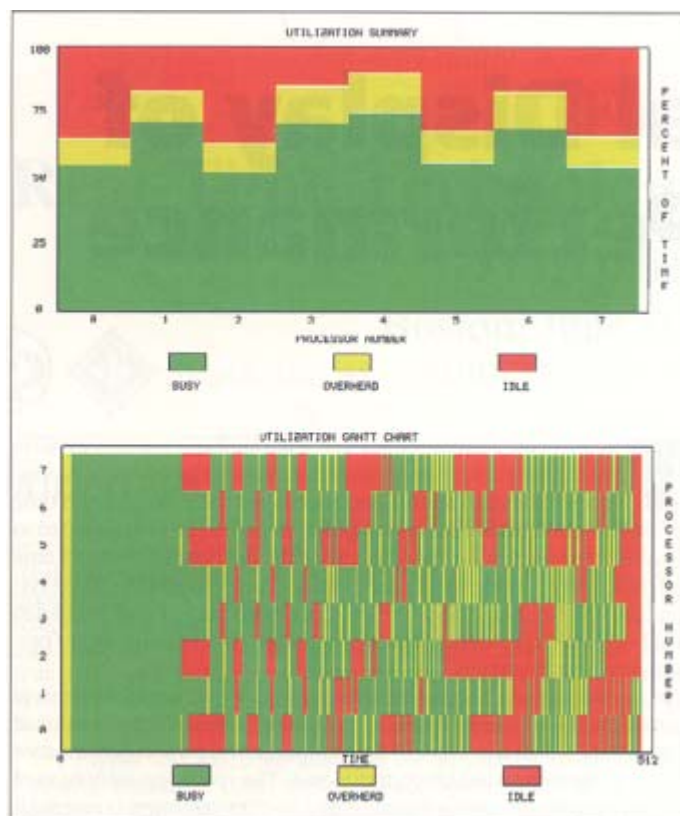 UTILIZATION SUMMARY
100
75
50
25
0
0 1 2 3 4 5 6 7
PERCENT OF TIME
PROCESSOR NUMBER
BUSY OVERHEAD IDLE
UTILIZATION GANTT CHART
7
6
5
4
3
2
1
0
PROCESSOR NUMBER
0 TIME 512
BUSY OVERHEAD IDLE